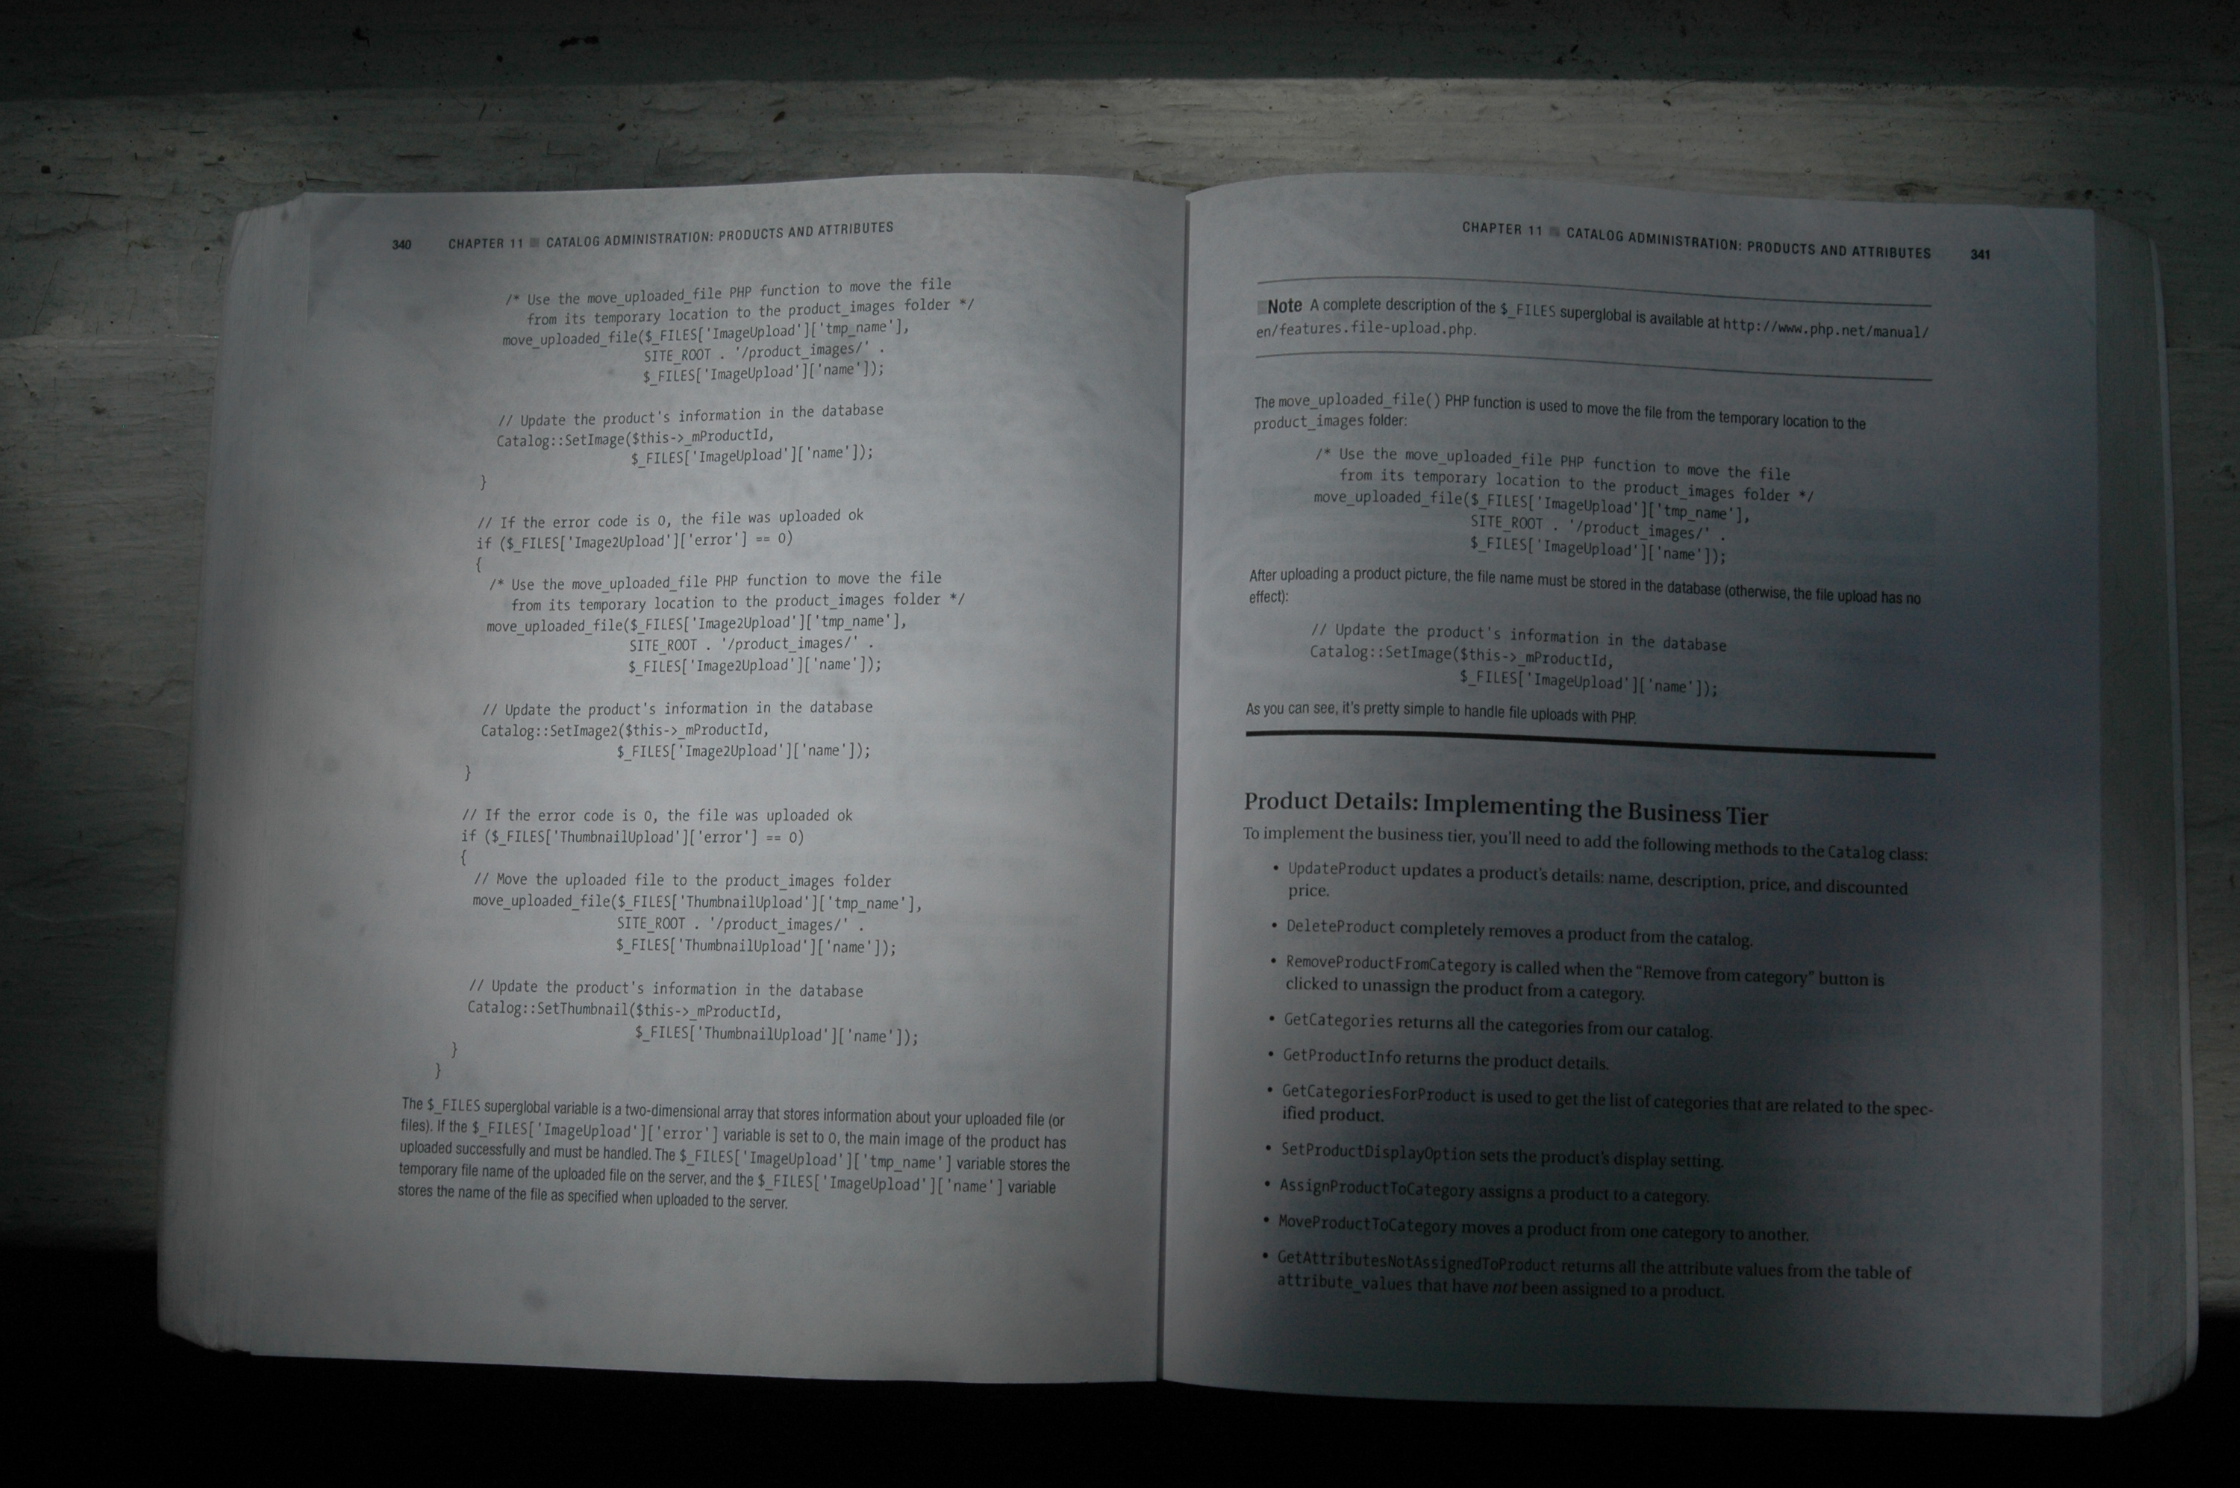 340 CHAPTER 11 CATALOG ADMINISTRATION: PRODUCTS AND ATTRIBUTES
/* Use the move_uploaded_file PHP function to move the file
from its temporary location to the product_images folder */
move_uploaded_file($_FILES['ImageUpload']['tmp_name'],
SITE_ROOT . '/product_images/' .
$_FILES['ImageUpload']['name']);
// Update the product's information in the database
Catalog::SetImage($this->_mProductId,
$_FILES['ImageUpload']['name']);
}
// If the error code is 0, the file was uploaded ok
if ($_FILES['Image2Upload']['error'] == 0)
{
/* Use the move_uploaded_file PHP function to move the file
from its temporary location to the product_images folder */
move_uploaded_file($_FILES['Image2Upload']['tmp_name'],
SITE_ROOT . '/product_images/' .
$_FILES['Image2Upload']['name']);
// Update the product's information in the database
Catalog::SetImage2($this->_mProductId,
$_FILES['Image2Upload']['name']);
}
// If the error code is 0, the file was uploaded ok
if ($_FILES['ThumbnailUpload']['error'] == 0)
{
// Move the uploaded file to the product_images folder
move_uploaded_file($_FILES['ThumbnailUpload']['tmp_name'],
SITE_ROOT . '/product_images/' .
$_FILES['ThumbnailUpload']['name']);
// Update the product's information in the database
Catalog::SetThumbnail($this->_mProductId,
$_FILES['ThumbnailUpload']['name']);
}
}
The $_FILES superglobal variable is a two-dimensional array that stores information about your uploaded file (or
files). If the $_FILES['ImageUpload']['error'] variable is set to 0, the main image of the product has
uploaded successfully and must be handled. The $_FILES['ImageUpload']['tmp_name'] variable stores the
temporary file name of the uploaded file on the server, and the $_FILES['ImageUpload']['name'] variable
stores the name of the file as specified when uploaded to the server.
CHAPTER 11 CATALOG ADMINISTRATION: PRODUCTS AND ATTRIBUTES 341
Note A complete description of the $_FILES superglobal is available at http://www.php.net/manual/
en/features.file-upload.php.
The move_uploaded_file() PHP function is used to move the file from the temporary location to the
product_images folder:
/* Use the move_uploaded_file PHP function to move the file
from its temporary location to the product_images folder */
move_uploaded_file($_FILES['ImageUpload']['tmp_name'],
SITE_ROOT . '/product_images/' .
$_FILES['ImageUpload']['name']);
After uploading a product picture, the file name must be stored in the database (otherwise, the file upload has no
effect):
// Update the product's information in the database
Catalog::SetImage($this->_mProductId,
$_FILES['ImageUpload']['name']);
As you can see, it's pretty simple to handle file uploads with PHP.
Product Details: Implementing the Business Tier
To implement the business tier, you'll need to add the following methods to the Catalog class:
• UpdateProduct updates a product's details: name, description, price, and discounted
price.
• DeleteProduct completely removes a product from the catalog.
• RemoveProductFromCategory is called when the "Remove from category" button is
clicked to unassign the product from a category.
• GetCategories returns all the categories from our catalog.
• GetProductInfo returns the product details.
• GetCategoriesForProduct is used to get the list of categories that are related to the spec-
ified product.
• SetProductDisplayOption sets the product's display setting.
• AssignProductToCategory assigns a product to a category.
• MoveProductToCategory moves a product from one category to another.
• GetAttributesNotAssignedToProduct returns all the attribute values from the table of
attribute_values that have not been assigned to a product.